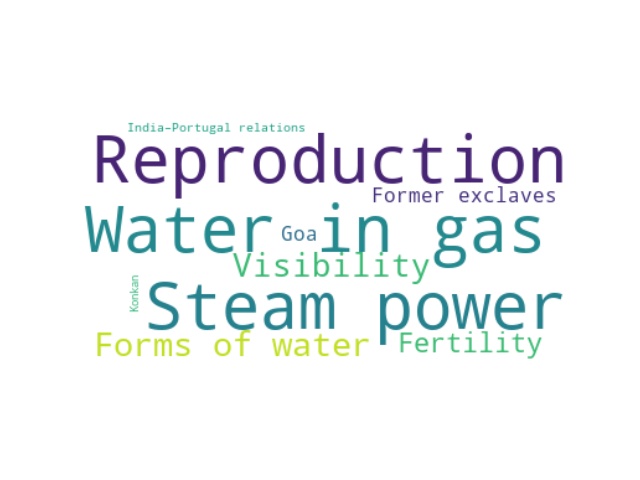 India–Portugal relations
Reproduction
Former exclaves
Water in gas
Goa
Visibility
Konkan
Steam power
Forms of water
Fertility